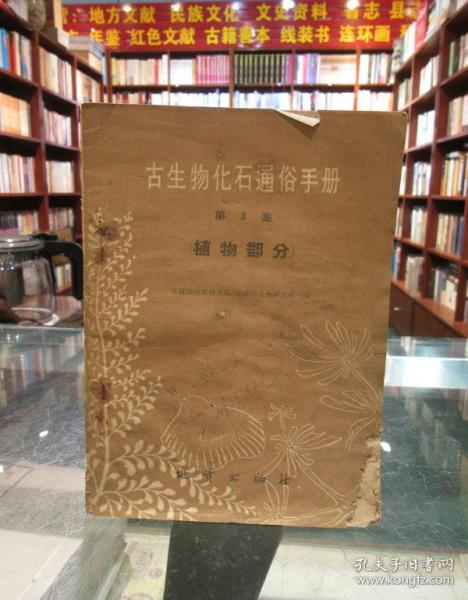 地方文献 民族文化 文史资料 省志 县志
年鉴 红色文献 古籍善本 线装书 连环画
古生物化石通俗手册
第 3 集
(植物部分)
地质出版社
孔夫子旧书网
www.kongfz.com